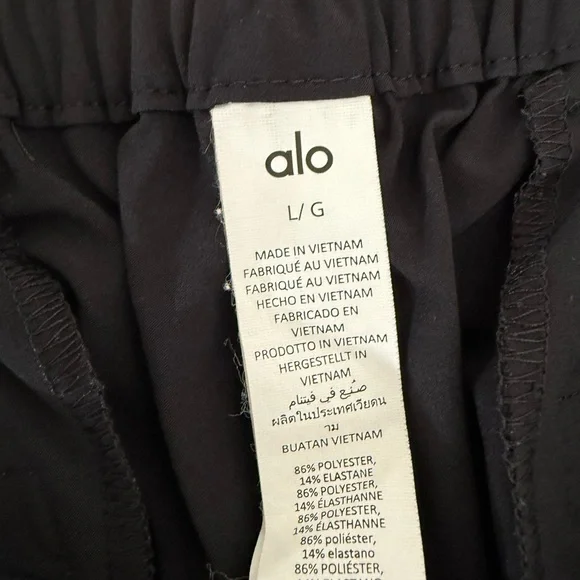 alo
L/ G
MADE IN VIETNAM
FABRIQUÉ AU VIETNAM
FABRIQUÉ AU VIETNAM
HECHO EN VIETNAM
FABRICADO EN
VIETNAM
PRODOTTO IN VIETNAM
HERGESTELLT IN
VIETNAM
صُنع في فيتنام
ผลิตในประเทศเวียดน
าม
BUATAN VIETNAM
86% POLYESTER,
14% ELASTANE
86% POLYESTER,
14% ÉLASTHANNE
86% POLYESTER,
14% ÉLASTHANNE
86% poliéster,
14% elastano
86% POLIÉSTER,